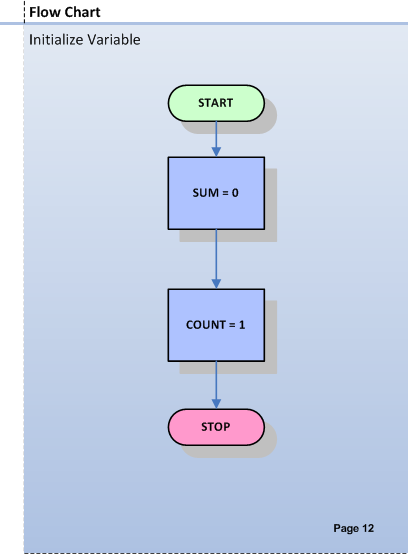 Flow Chart
Initialize Variable
START
SUM = 0
COUNT = 1
STOP
Page 12